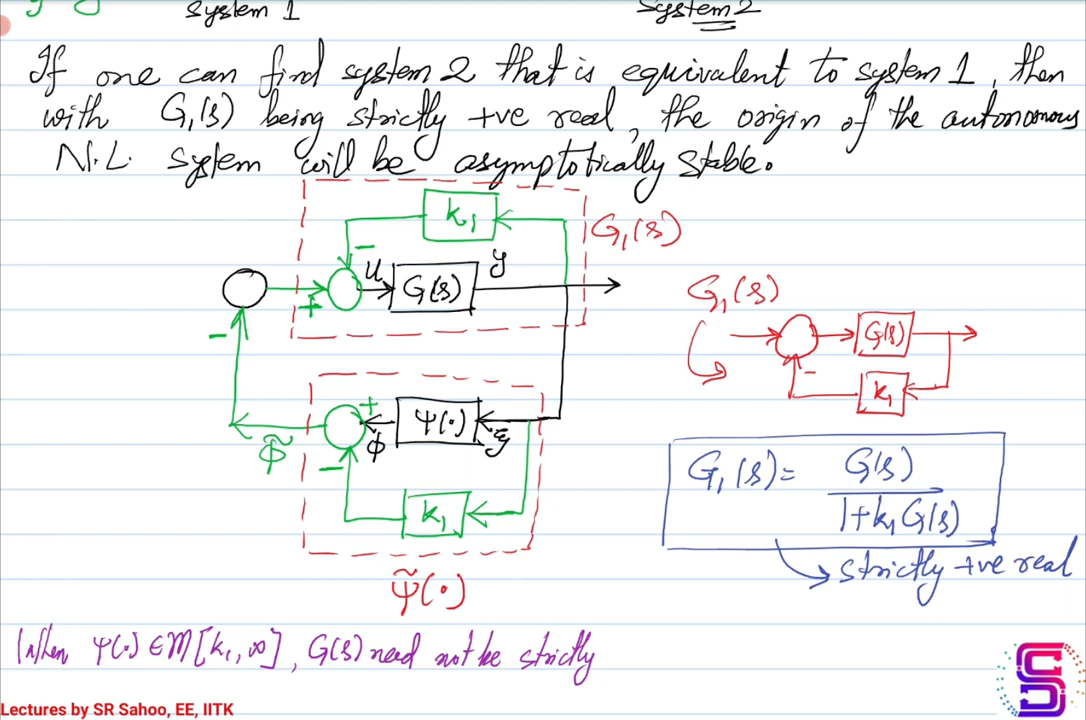 System 1
System 2
If one can find system 2 that is equivalent to system 1, then
with G₁(s) being strictly +ve real, the origin of the autonomous
N.L. system will be asymptotically stable.
k₁
G₁(s)
-
u
G(s)
y
+
G₁(s)
G(s)
-
k₁
-
+
ψ(·)
ỹ
ϕ
ϕ̃
-
k₁
G₁(s) = G(s) / 1+k₁G(s)
strictly +ve real
ψ̃(·)
When ψ(·) ∈ M[k₁, ∞], G(s) need not be strictly
Lectures by SR Sahoo, EE, IITK